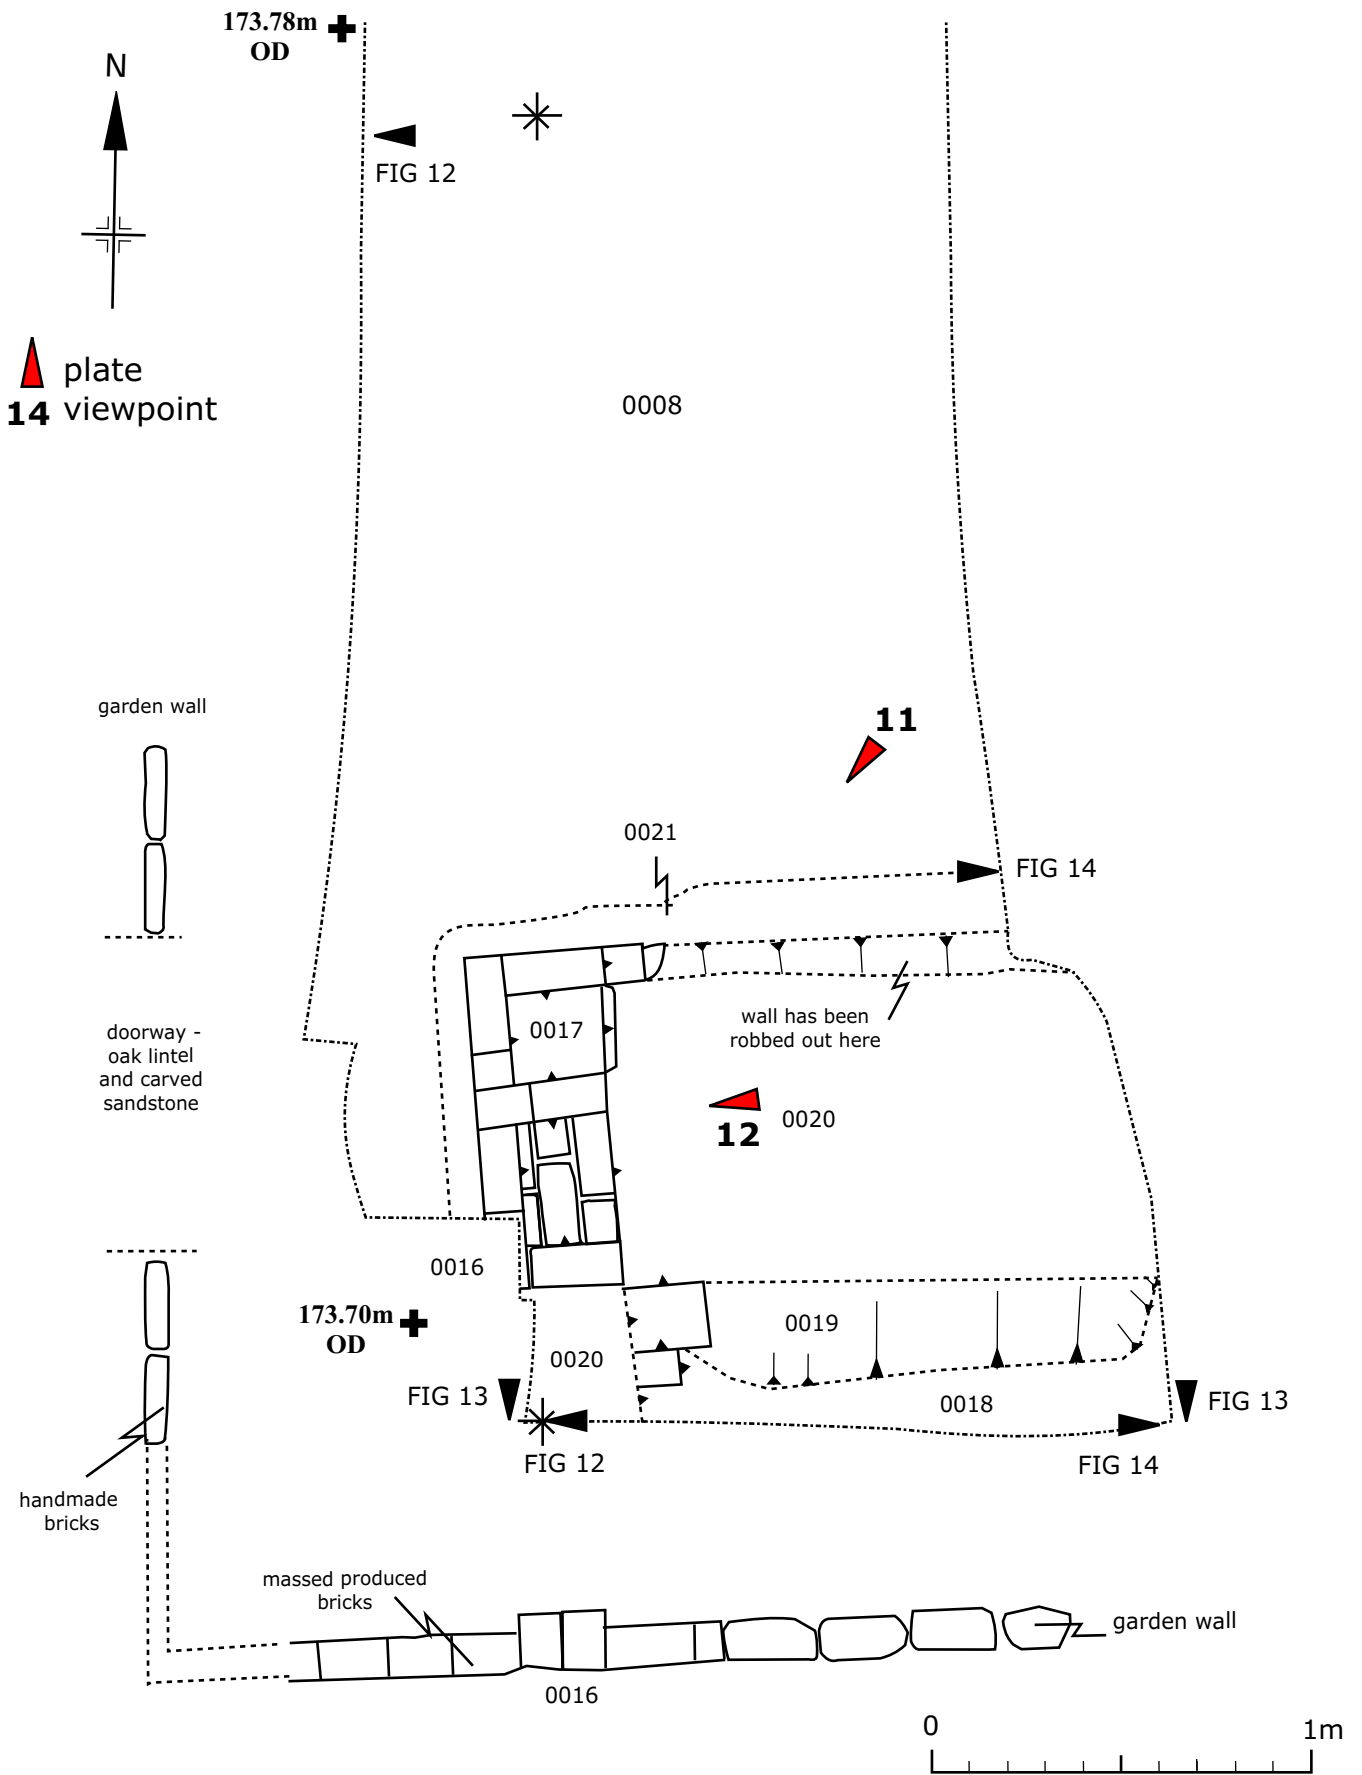 173.78m
OD
N
FIG 12
plate
14 viewpoint
0008
garden wall
11
0021
FIG 14
0017
wall has been
robbed out here
doorway -
oak lintel
and carved
sandstone
12
0020
0016
173.70m
OD
0019
0020
FIG 13
0018
FIG 13
FIG 12
FIG 14
handmade
bricks
massed produced
bricks
garden wall
0016
0
1m